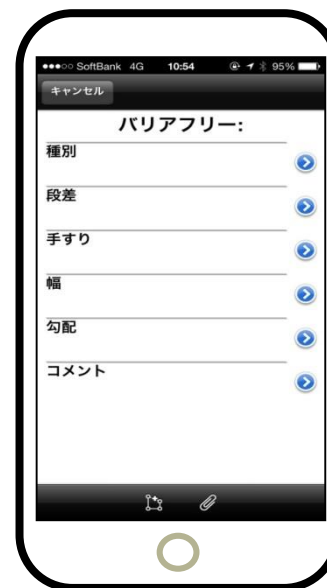 ●●●○○ SoftBank 4G 10:54 95%
キャンセル
バリアフリー:
種別
段差
手すり
幅
勾配
コメント